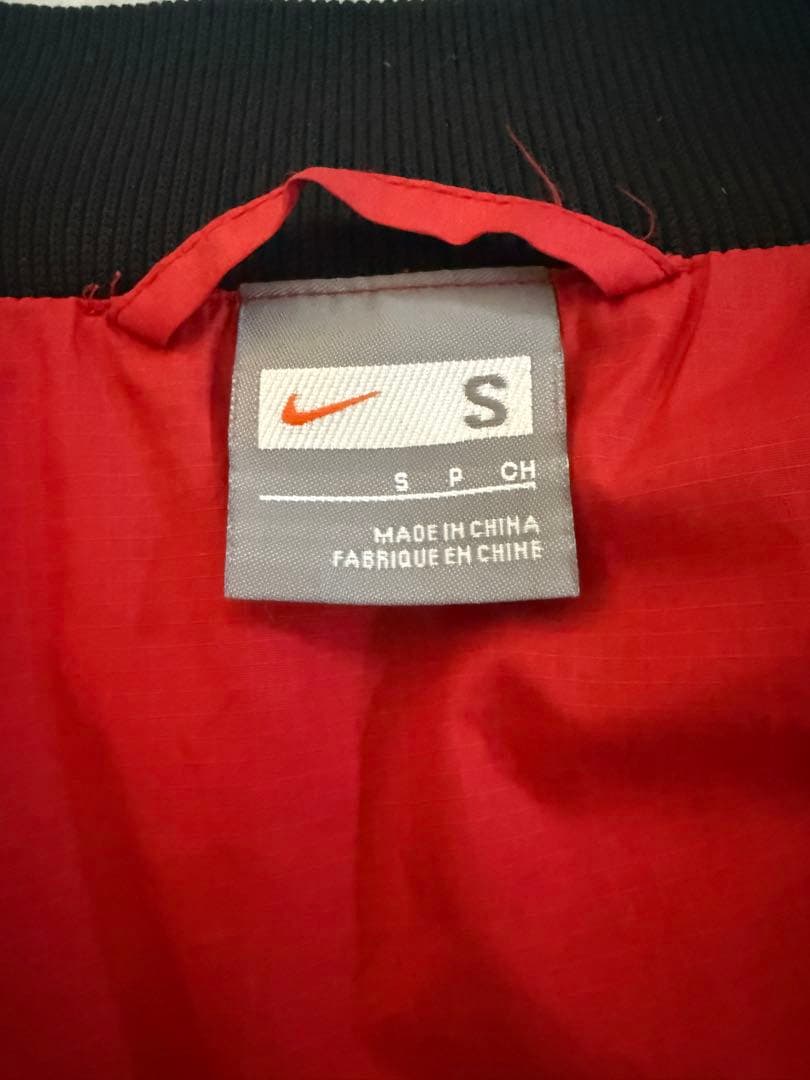 S
S P CH
MADE IN CHINA
FABRIQUE EN CHINE